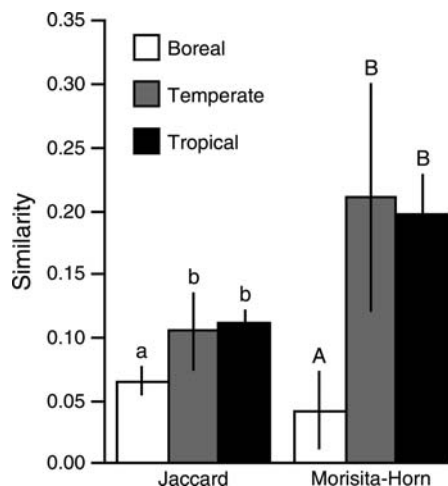 0.35
0.30
0.25
0.20
0.15
0.10
0.05
0.00
Similarity
Boreal
Temperate
Tropical
a
b
b
A
B
B
Jaccard
Morisita-Horn